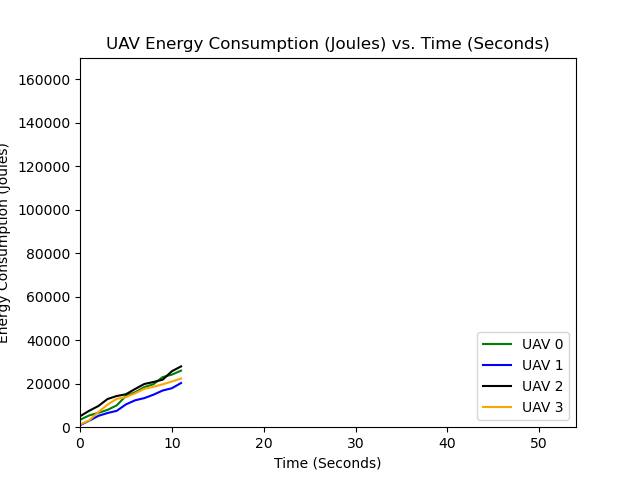 UAV Energy Consumption (Joules) vs. Time (Seconds)
160000
140000
120000
100000
80000
60000
40000
20000
0
Energy Consumption (Joules)
0 10 20 30 40 50
Time (Seconds)
UAV 0
UAV 1
UAV 2
UAV 3